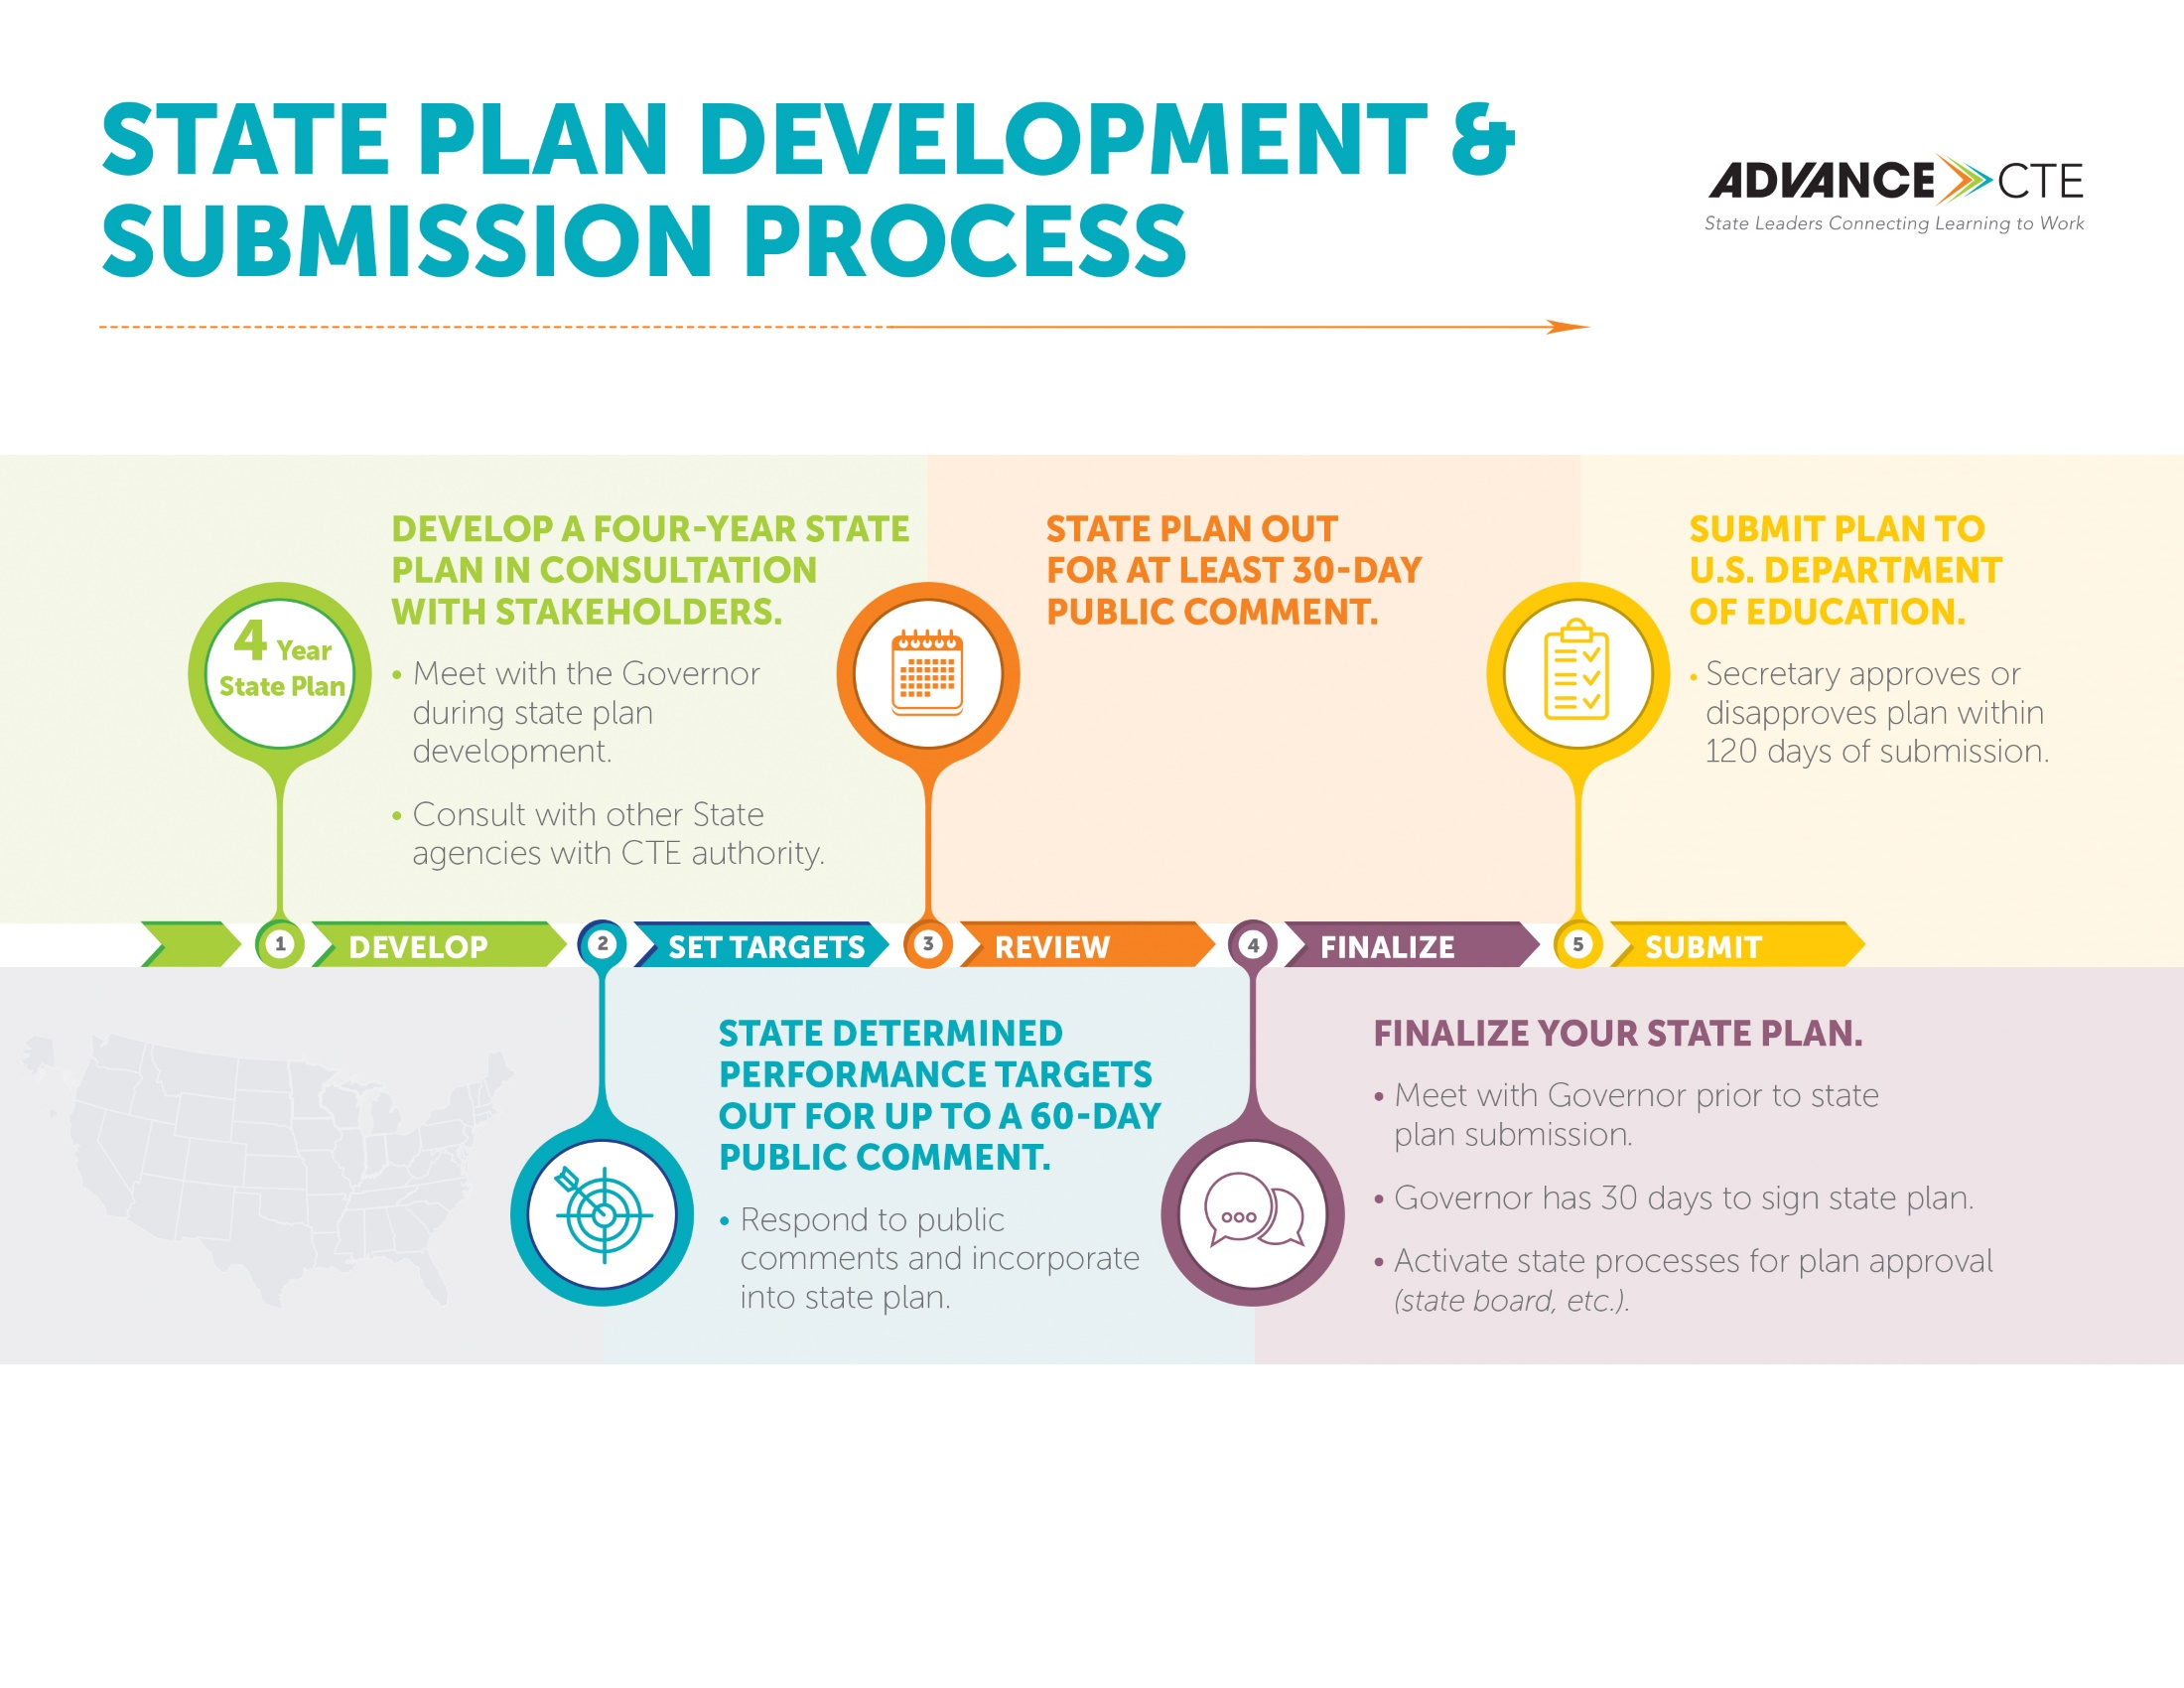 STATE PLAN DEVELOPMENT &
SUBMISSION PROCESS
ADVANCE CTE
State Leaders Connecting Learning to Work
4 Year
State Plan
DEVELOP A FOUR-YEAR STATE
PLAN IN CONSULTATION
WITH STAKEHOLDERS.
• Meet with the Governor
during state plan
development.
• Consult with other State
agencies with CTE authority.
STATE PLAN OUT
FOR AT LEAST 30-DAY
PUBLIC COMMENT.
SUBMIT PLAN TO
U.S. DEPARTMENT
OF EDUCATION.
• Secretary approves or
disapproves plan within
120 days of submission.
1 DEVELOP 2 SET TARGETS 3 REVIEW 4 FINALIZE 5 SUBMIT
STATE DETERMINED
PERFORMANCE TARGETS
OUT FOR UP TO A 60-DAY
PUBLIC COMMENT.
• Respond to public
comments and incorporate
into state plan.
FINALIZE YOUR STATE PLAN.
• Meet with Governor prior to state
plan submission.
• Governor has 30 days to sign state plan.
• Activate state processes for plan approval
(state board, etc.).